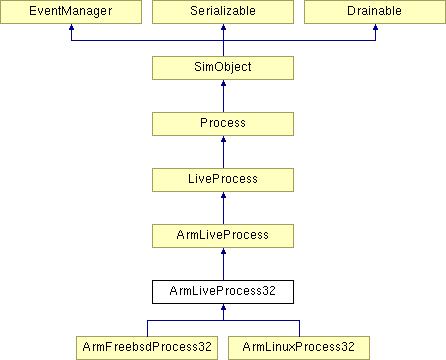 EventManager Serializable Drainable
SimObject
Process
LiveProcess
ArmLiveProcess
ArmLiveProcess32
ArmFreebsdProcess32 ArmLinuxProcess32